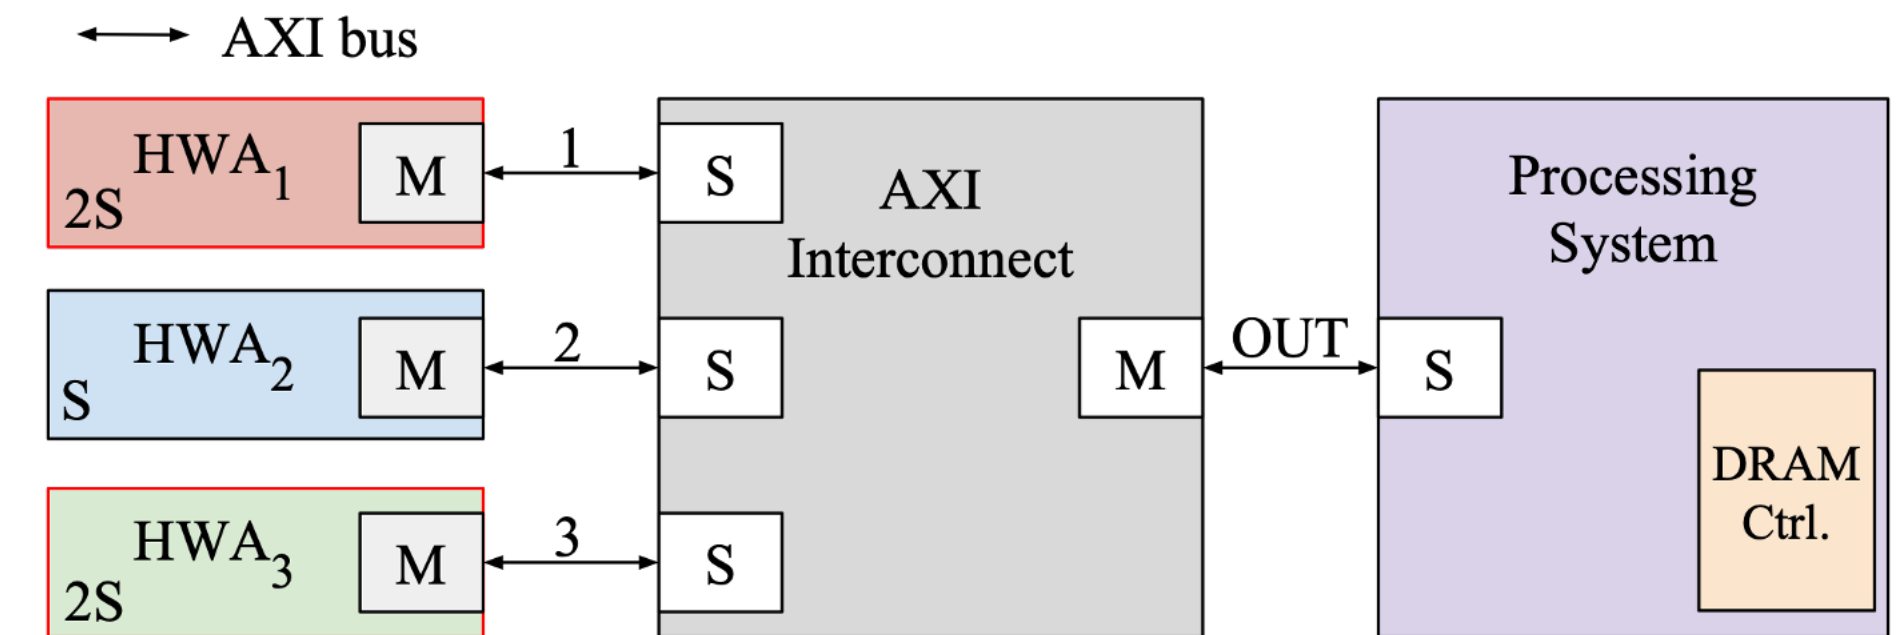 AXI bus
HWA1
2S
M
1
S
HWA2
S
M
2
S
HWA3
2S
M
3
S
AXI
Interconnect
M
OUT
Processing
System
S
DRAM
Ctrl.